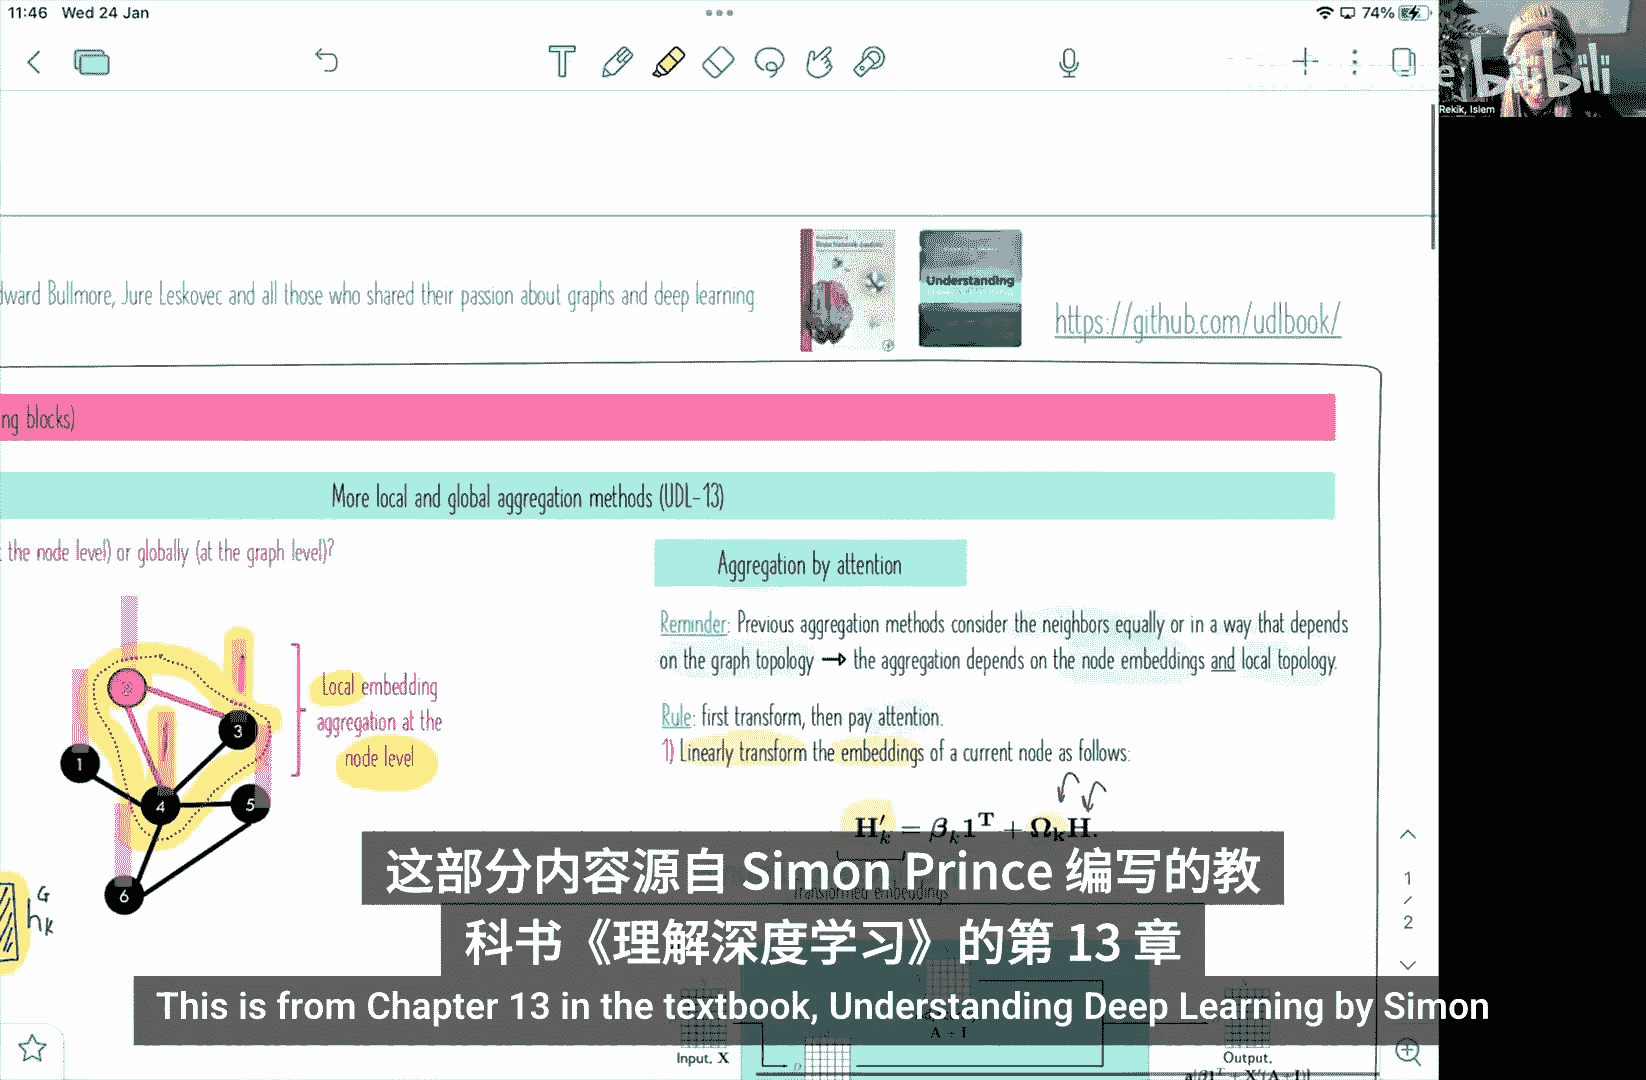 11:46 Wed 24 Jan
74%
bilibili
Rekik, Islem
dward Bullmore, Jure Leskovec and all those who shared their passion about graphs and deep learning.
Understanding
https://github.com/udlbook/
ng blocks)
More local and global aggregation methods (UDL-13)
the node level) or globally (at the graph level)?
Aggregation by attention
Reminder: Previous aggregation methods consider the neighbors equally or in a way that depends
on the graph topology → the aggregation depends on the node embeddings and local topology.
Rule: first transform, then pay attention.
1) Linearly transform the embeddings of a current node as follows:
H'ₖ = βₖ1ᵀ + ΩₖH.
Transformed embeddings
Local embedding
aggregation at the
node level
2
3
1
4
5
6
G
hK
1
/
2
这部分内容源自 Simon Prince 编写的教
科书《理解深度学习》的第 13 章
This is from Chapter 13 in the textbook, Understanding Deep Learning by Simon
A + I
Input, X
D
Output,